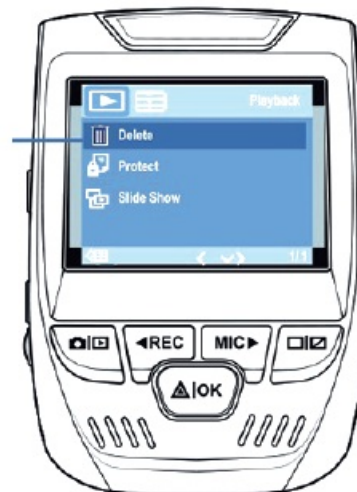 Playback
Delete
Protect
Slide Show
1/1
◀REC MIC▶
OK